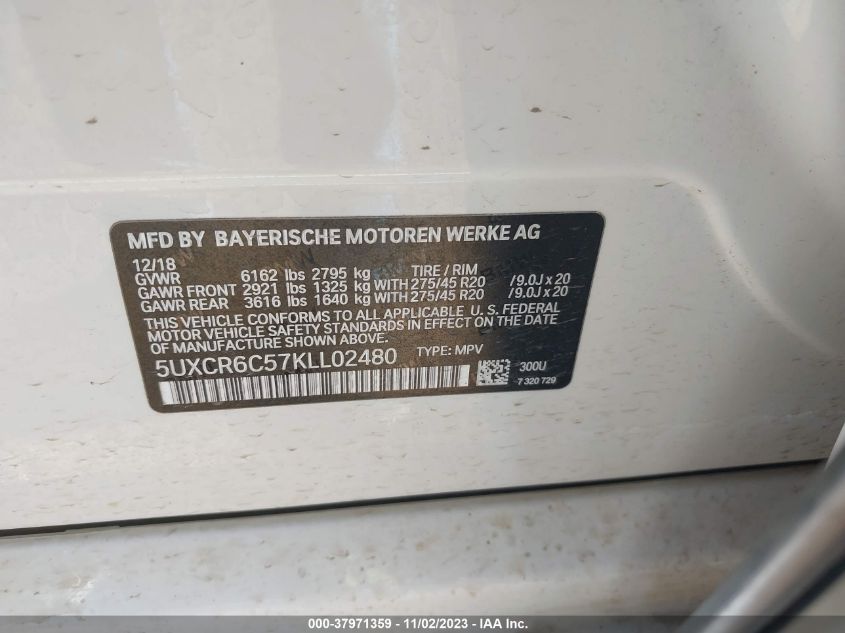 MFD BY BAYERISCHE MOTOREN WERKE AG
12/18
GVWR 6162 lbs 2795 kg TIRE / RIM
GAWR FRONT 2921 lbs 1325 kg WITH 275/45 R20 /9.0J x 20
GAWR REAR 3616 lbs 1640 kg WITH 275/45 R20 /9.0J x 20
THIS VEHICLE CONFORMS TO ALL APPLICABLE U. S. FEDERAL
MOTOR VEHICLE SAFETY STANDARDS IN EFFECT ON THE DATE
OF MANUFACTURE SHOWN ABOVE.
5UXCR6C57KLL02480 TYPE: MPV
300U
7 320 729
000-37971359 - 11/02/2023 - IAA Inc.